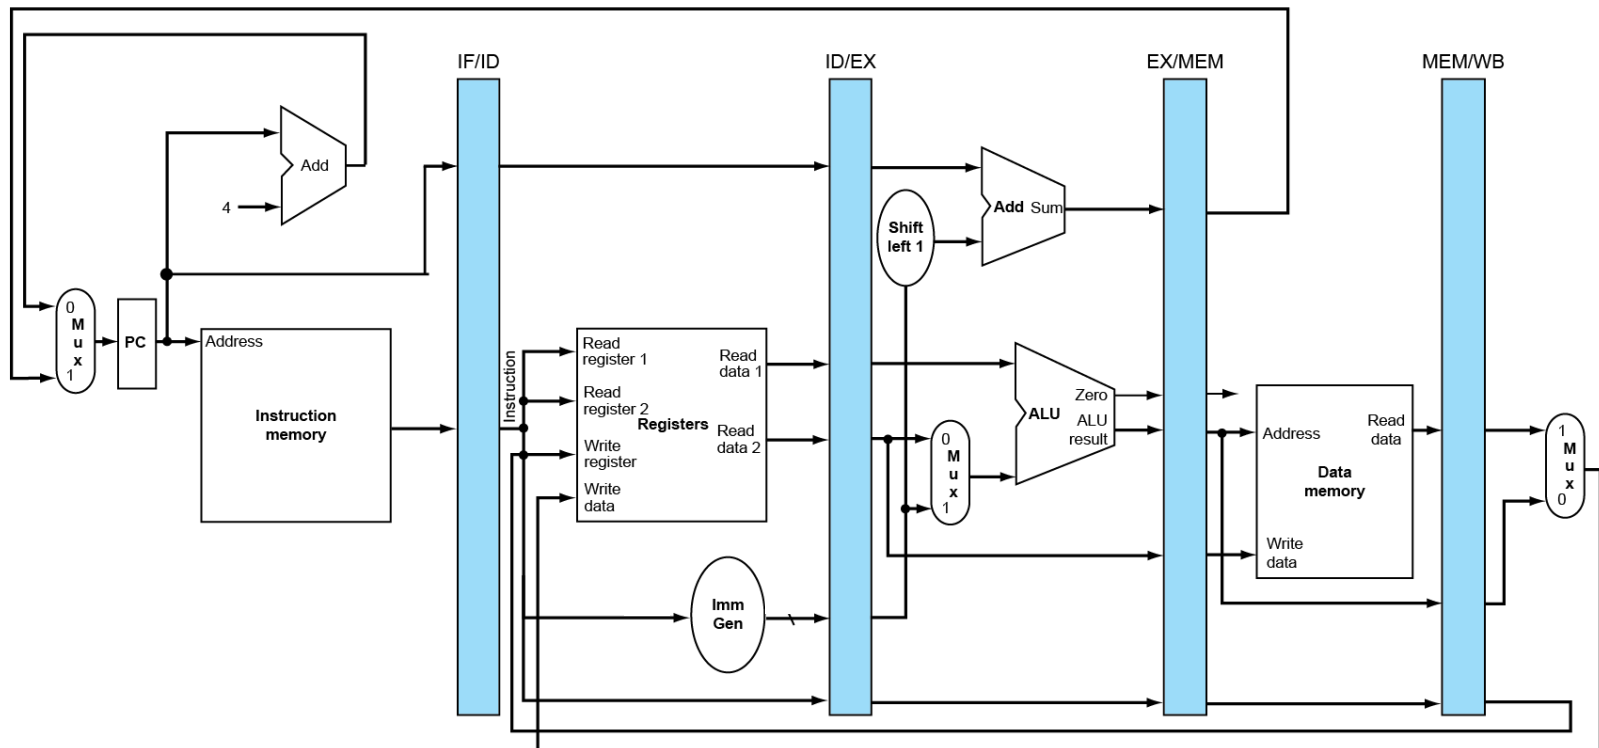 IF/ID
ID/EX
EX/MEM
MEM/WB
Add
4
Shift
left 1
Add Sum
0
M
u
x
1
PC
Address
Instruction
memory
Instruction
Read
register 1
Read
register 2
Write
register
Write
data
Registers
Read
data 1
Read
data 2
Imm
Gen
0
M
u
x
1
ALU
Zero
ALU
result
Address
Read
data
Data
memory
Write
data
1
M
u
x
0